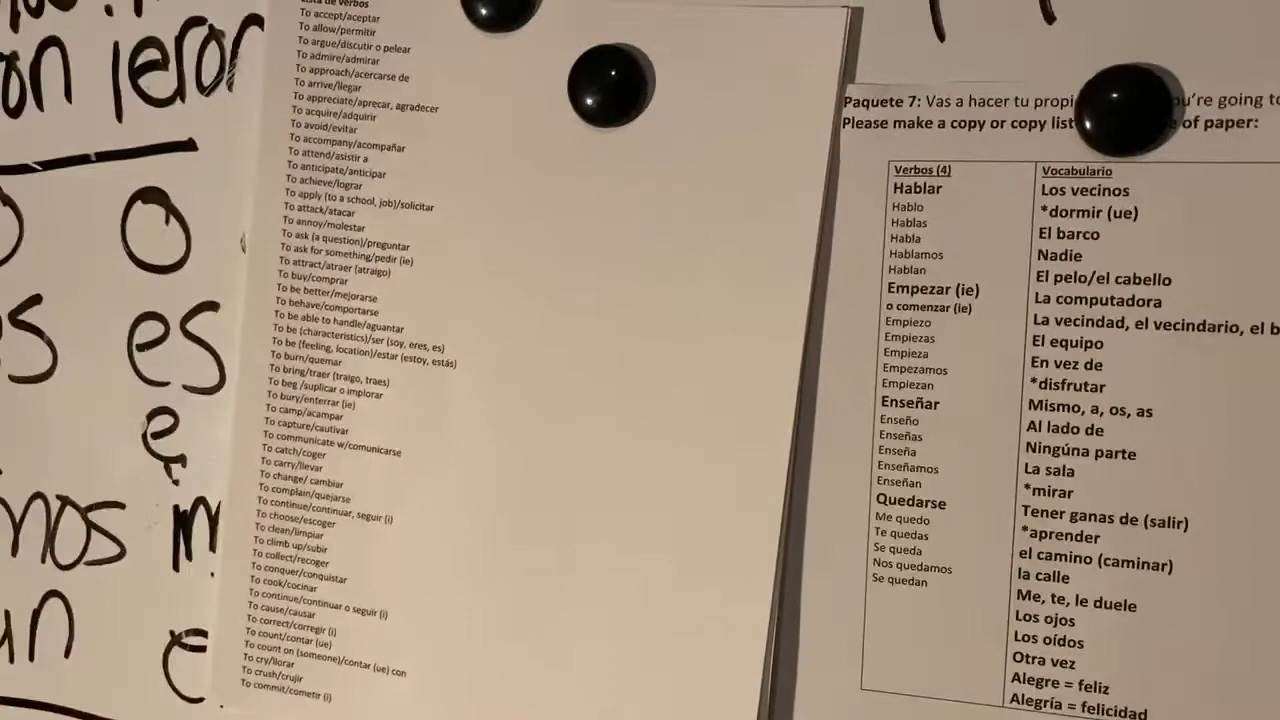 on
ieron
o
es
e
mos
m
an
e
Lista de verbos
To accept/aceptar
To allow/permitir
To argue/discutir o pelear
To admire/admirar
To approach/acercarse de
To arrive/llegar
To appreciate/aprecar, agradecer
To acquire/adquirir
To avoid/evitar
To accompany/acompañar
To attend/asistir a
To anticipate/anticipar
To achieve/lograr
To apply (to a school, job)/solicitar
To attack/atacar
To annoy/molestar
To ask (a question)/preguntar
To ask for something/pedir (ie)
To attract/atraer (atraigo)
To buy/comprar
To be better/mejorarse
To behave/comportarse
To be able to handle/aguantar
To be (characteristics)/ser (soy, eres, es)
To be (feeling, location)/estar (estoy, estás)
To burn/quemar
To bring/traer (traigo, traes)
To beg /suplicar o implorar
To bury/enterrar (ie)
To camp/acampar
To capture/cautivar
To communicate w/comunicarse
To catch/coger
To carry/llevar
To change/ cambiar
To complain/quejarse
To continue/continuar, seguir (i)
To choose/escoger
To clean/limpiar
To climb up/subir
To collect/recoger
To conquer/conquistar
To cook/cocinar
To continue/continuar o seguir (i)
To cause/causar
To correct/corregir (i)
To count/contar (ue)
To count on (someone)/contar (ue) con
To cry/llorar
To crush/crujir
To commit/cometir (i)
Paquete 7: Vas a hacer tu propi u're going to
Please make a copy or copy list of paper:
Verbos (4)
Hablar
Hablo
Hablas
Habla
Hablamos
Hablan
Empezar (ie)
o comenzar (ie)
Empiezo
Empiezas
Empieza
Empezamos
Empiezan
Enseñar
Enseño
Enseñas
Enseña
Enseñamos
Enseñan
Quedarse
Me quedo
Te quedas
Se queda
Nos quedamos
Se quedan
Vocabulario
Los vecinos
*dormir (ue)
El barco
Nadie
El pelo/el cabello
La computadora
La vecindad, el vecindario, el b
El equipo
En vez de
*disfrutar
Mismo, a, os, as
Al lado de
Ningúna parte
La sala
*mirar
Tener ganas de (salir)
*aprender
el camino (caminar)
la calle
Me, te, le duele
Los ojos
Los oídos
Otra vez
Alegre = feliz
Alegría = felicidad